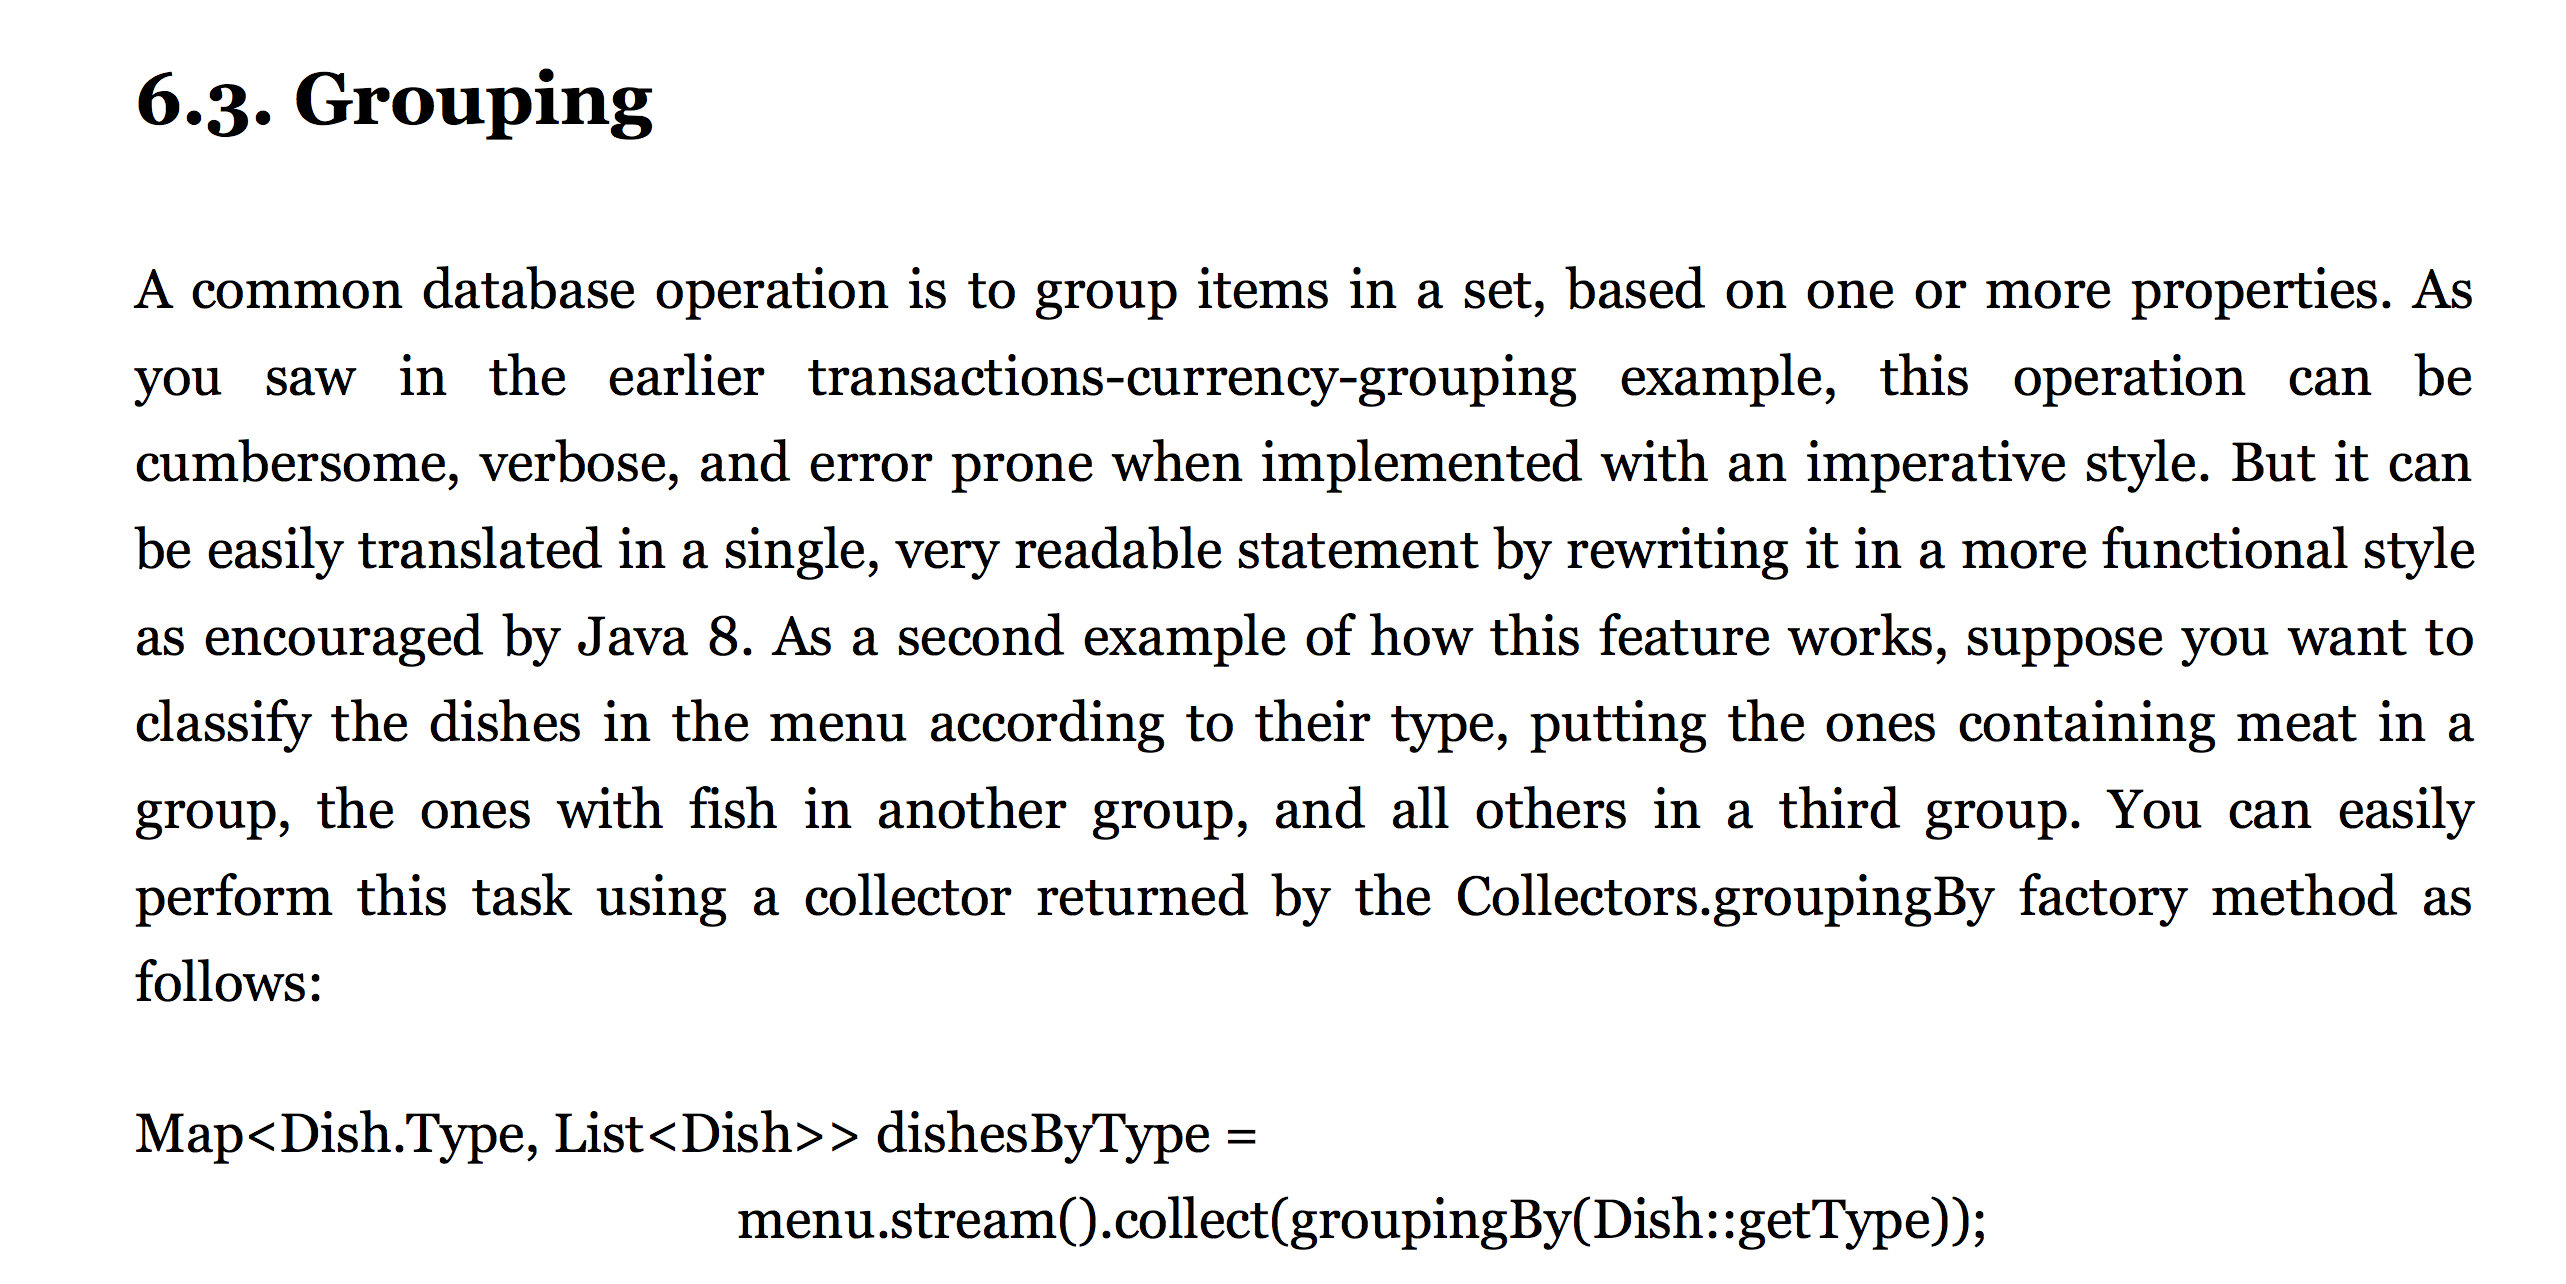 6.3. Grouping
A common database operation is to group items in a set, based on one or more properties. As
you saw in the earlier transactions-currency-grouping example, this operation can be
cumbersome, verbose, and error prone when implemented with an imperative style. But it can
be easily translated in a single, very readable statement by rewriting it in a more functional style
as encouraged by Java 8. As a second example of how this feature works, suppose you want to
classify the dishes in the menu according to their type, putting the ones containing meat in a
group, the ones with fish in another group, and all others in a third group. You can easily
perform this task using a collector returned by the Collectors.groupingBy factory method as
follows:
Map<Dish.Type, List<Dish>> dishesByType =
menu.stream().collect(groupingBy(Dish::getType));